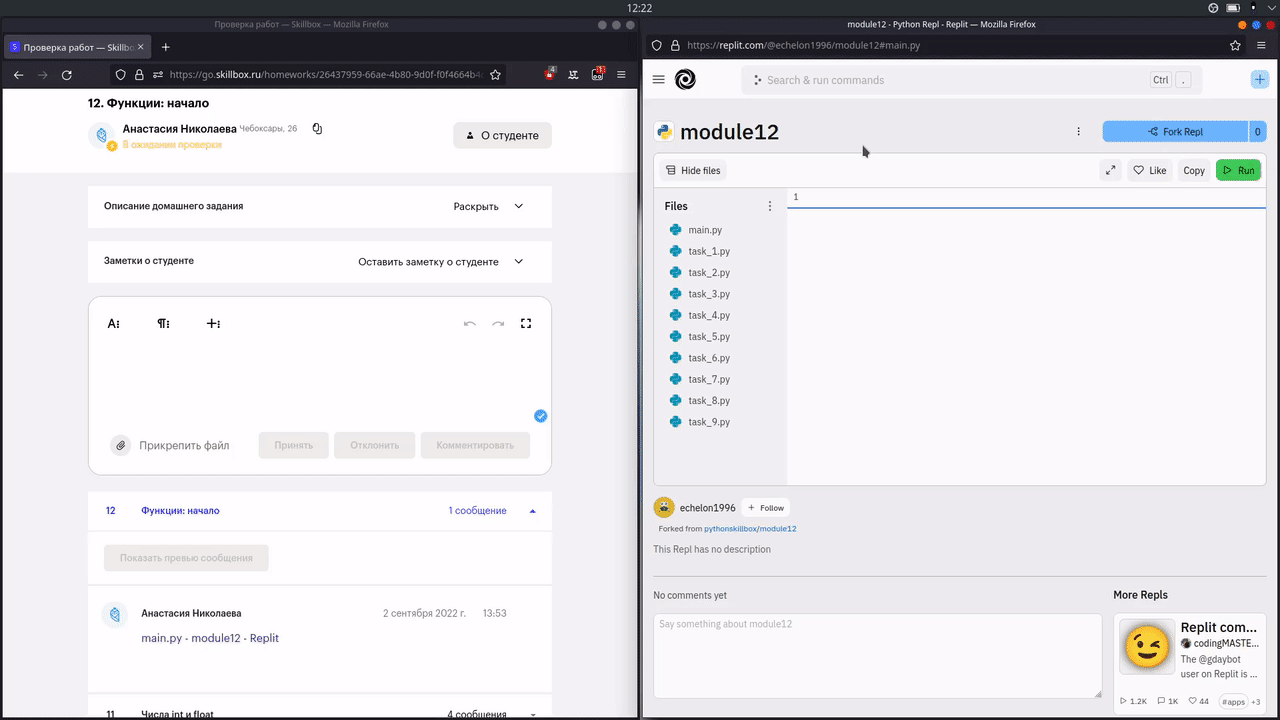 12:22
Проверка работ — Skillbox — Mozilla Firefox
Проверка работ — Skillbo
https://go.skillbox.ru/homeworks/26437959-66ae-4b80-9d0f-f0f4664b4
4
13
12. Функции: начало
Анастасия Николаева Чебоксары, 26
В ожидании проверки
О студенте
Описание домашнего задания
Раскрыть
Заметки о студенте
Оставить заметку о студенте
Прикрепить файл
Принять
Отклонить
Комментировать
12 Функции: начало 1 сообщение
Показать превью сообщения
Анастасия Николаева 2 сентября 2022 г. 13:53
main.py - module12 - Replit
11 Числа int и float 4 сообщения
module12 - Python Repl - Replit — Mozilla Firefox
https://replit.com/@echelon1996/module12#main.py
Search & run commands
Ctrl .
module12
Fork Repl 0
Hide files
Like
Copy
Run
Files
1
main.py
task_1.py
task_2.py
task_3.py
task_4.py
task_5.py
task_6.py
task_7.py
task_8.py
task_9.py
echelon1996
+ Follow
Forked from pythonskillbox/module12
This Repl has no description
No comments yet
More Repls
Say something about module12
Replit com...
codingMASTE...
The @gdaybot
user on Replit is ...
1.2K 1K 44 #apps +3